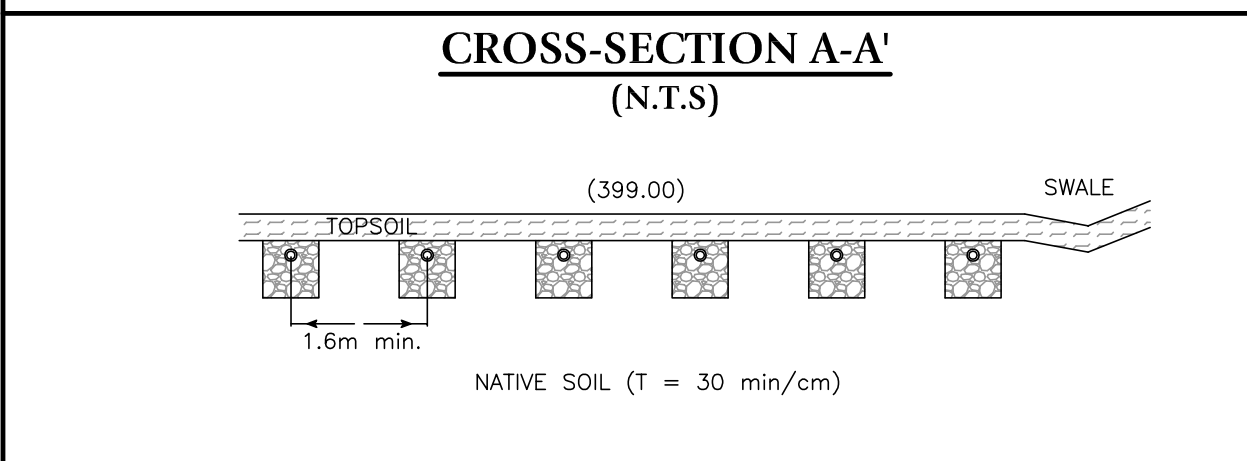 CROSS-SECTION A-A'
(N.T.S)
(399.00)
SWALE
TOPSOIL
1.6m min.
NATIVE SOIL (T = 30 min/cm)